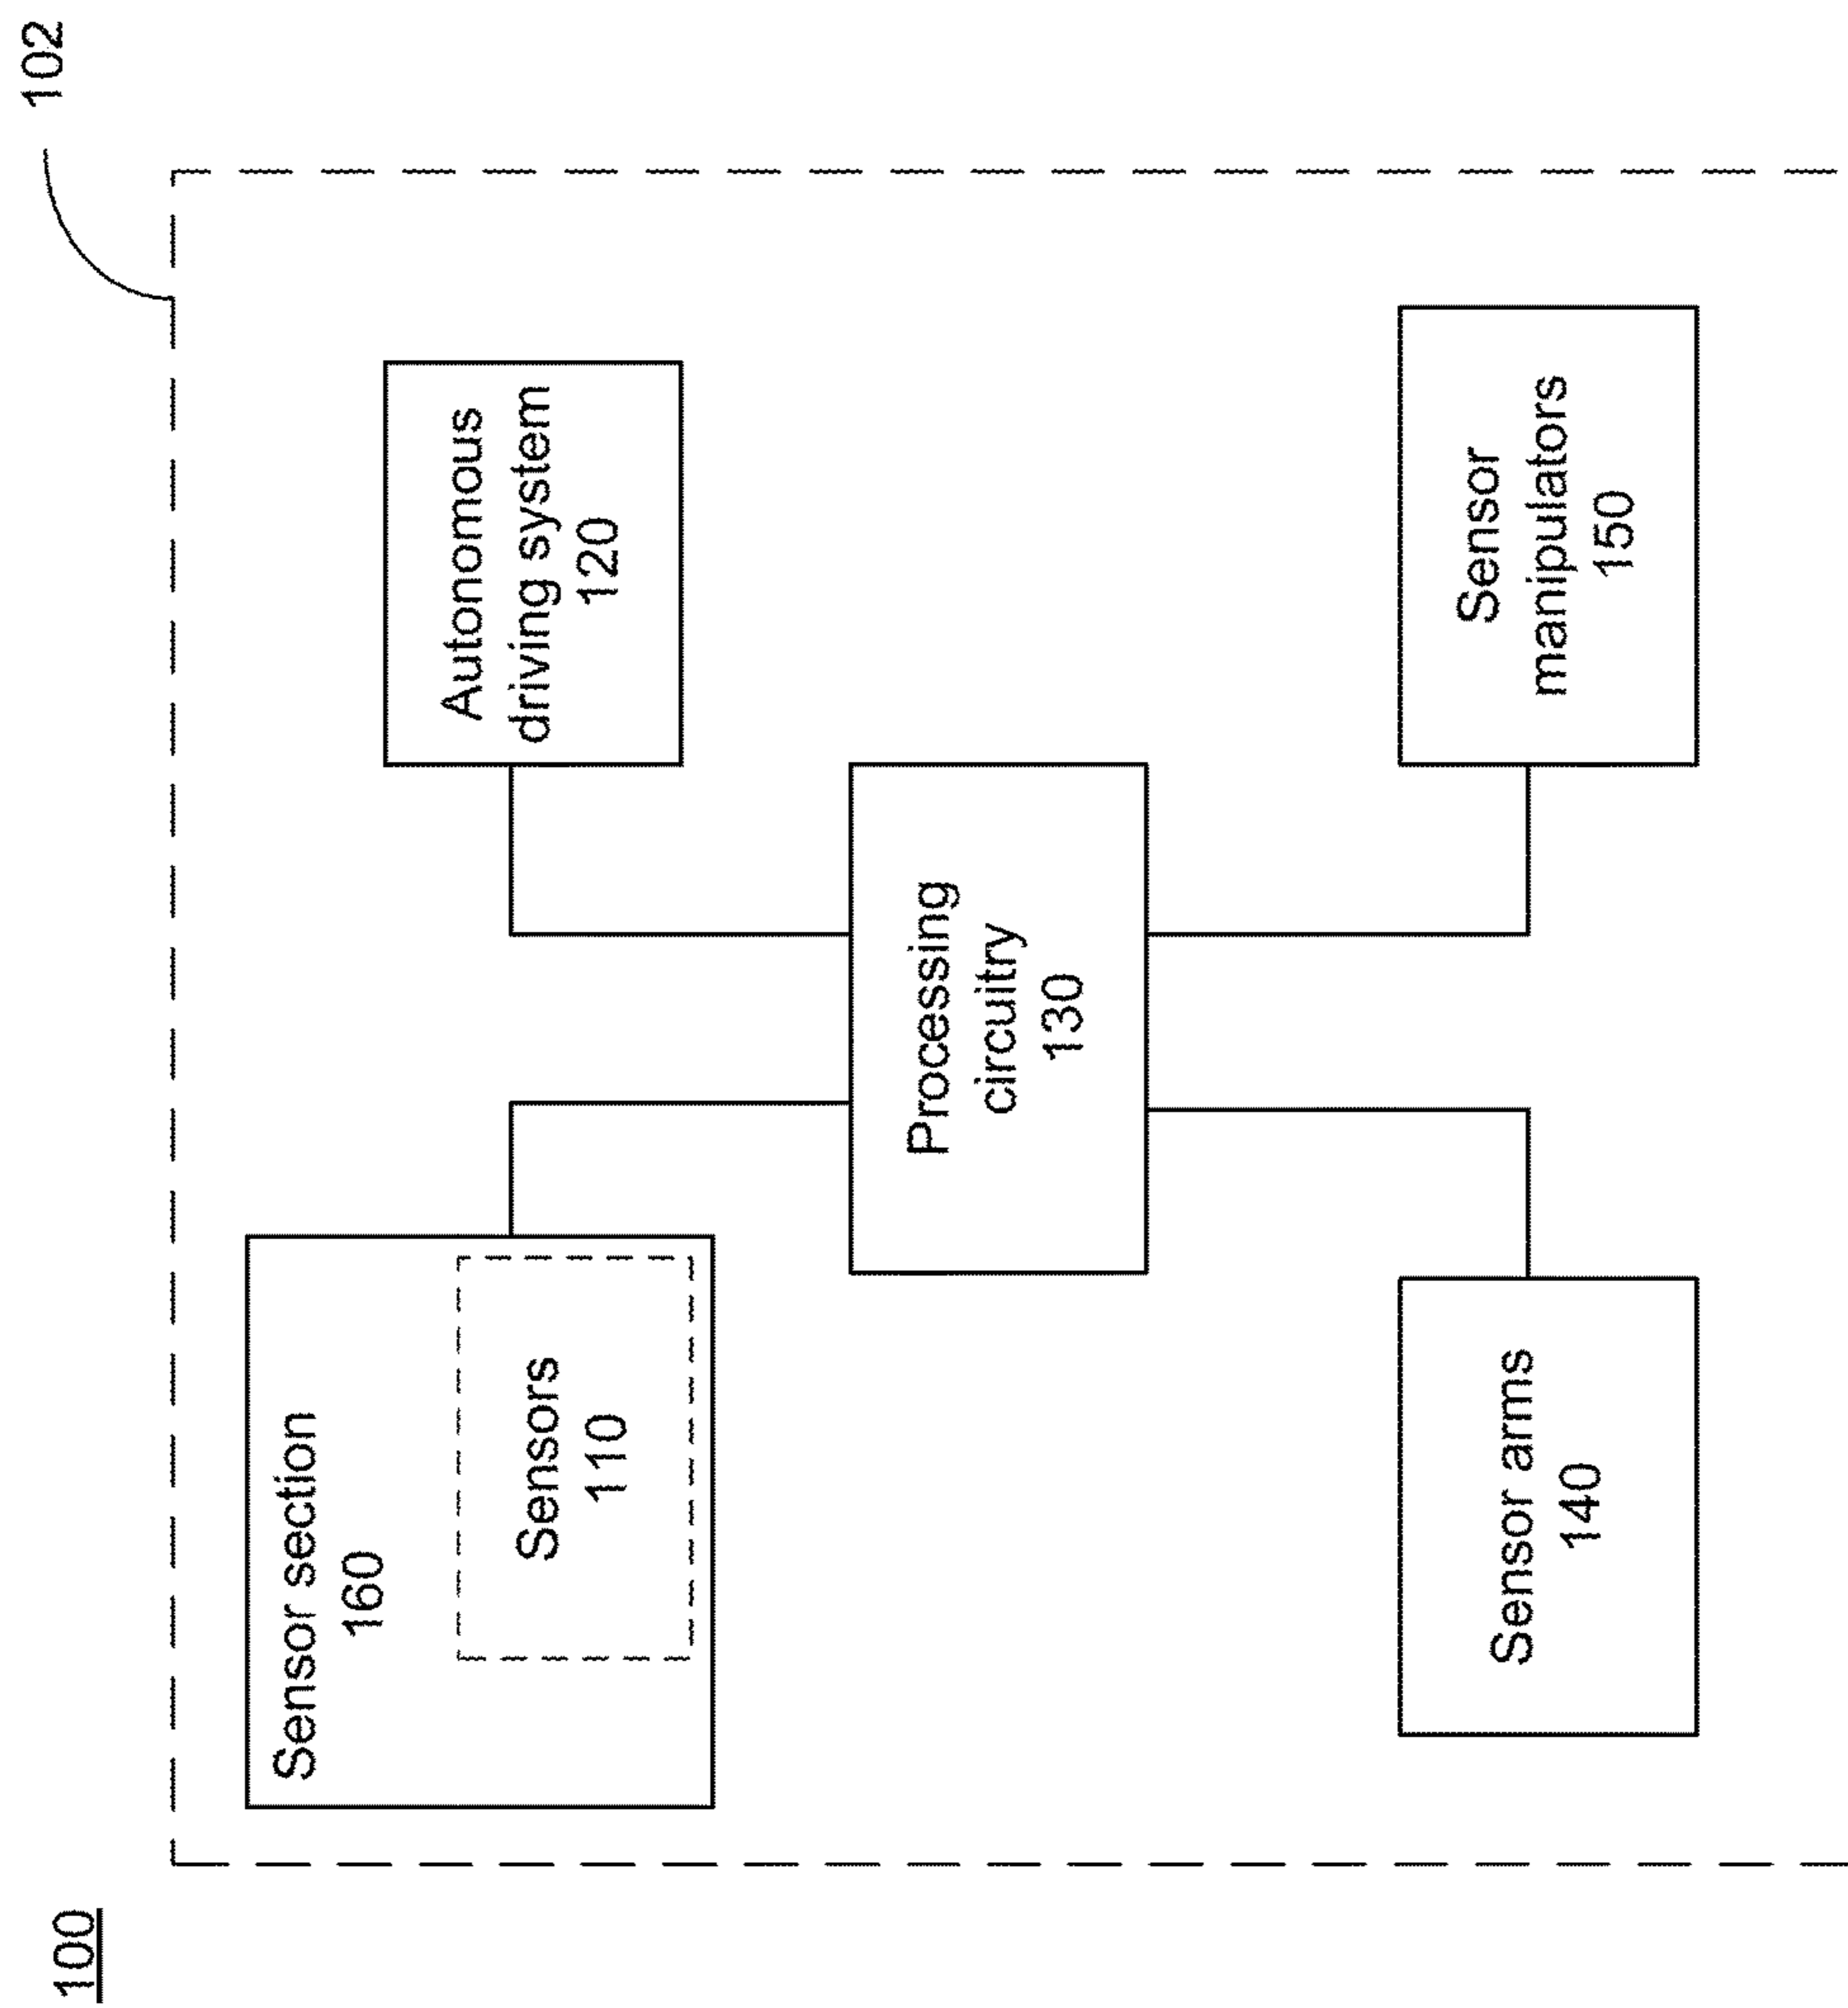 100
102
Sensor section
160
Sensors
110
Autonomous
driving system
120
Processing
circuitry
130
Sensor arms
140
Sensor
manipulators
150